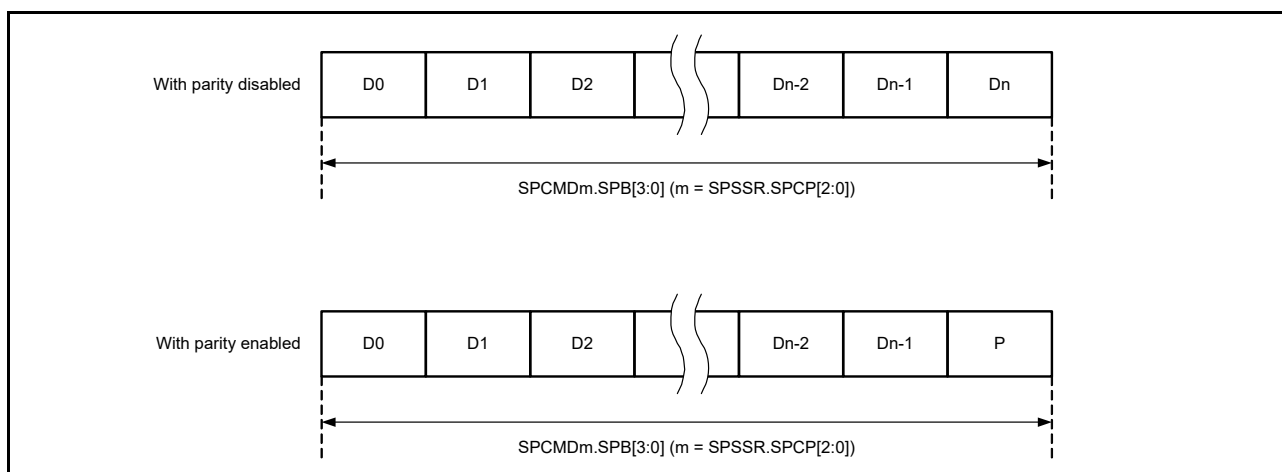 With parity disabled D0 D1 D2 Dn-2 Dn-1 Dn
SPCMDm.SPB[3:0] (m = SPSSR.SPCP[2:0])
With parity enabled D0 D1 D2 Dn-2 Dn-1 P
SPCMDm.SPB[3:0] (m = SPSSR.SPCP[2:0])